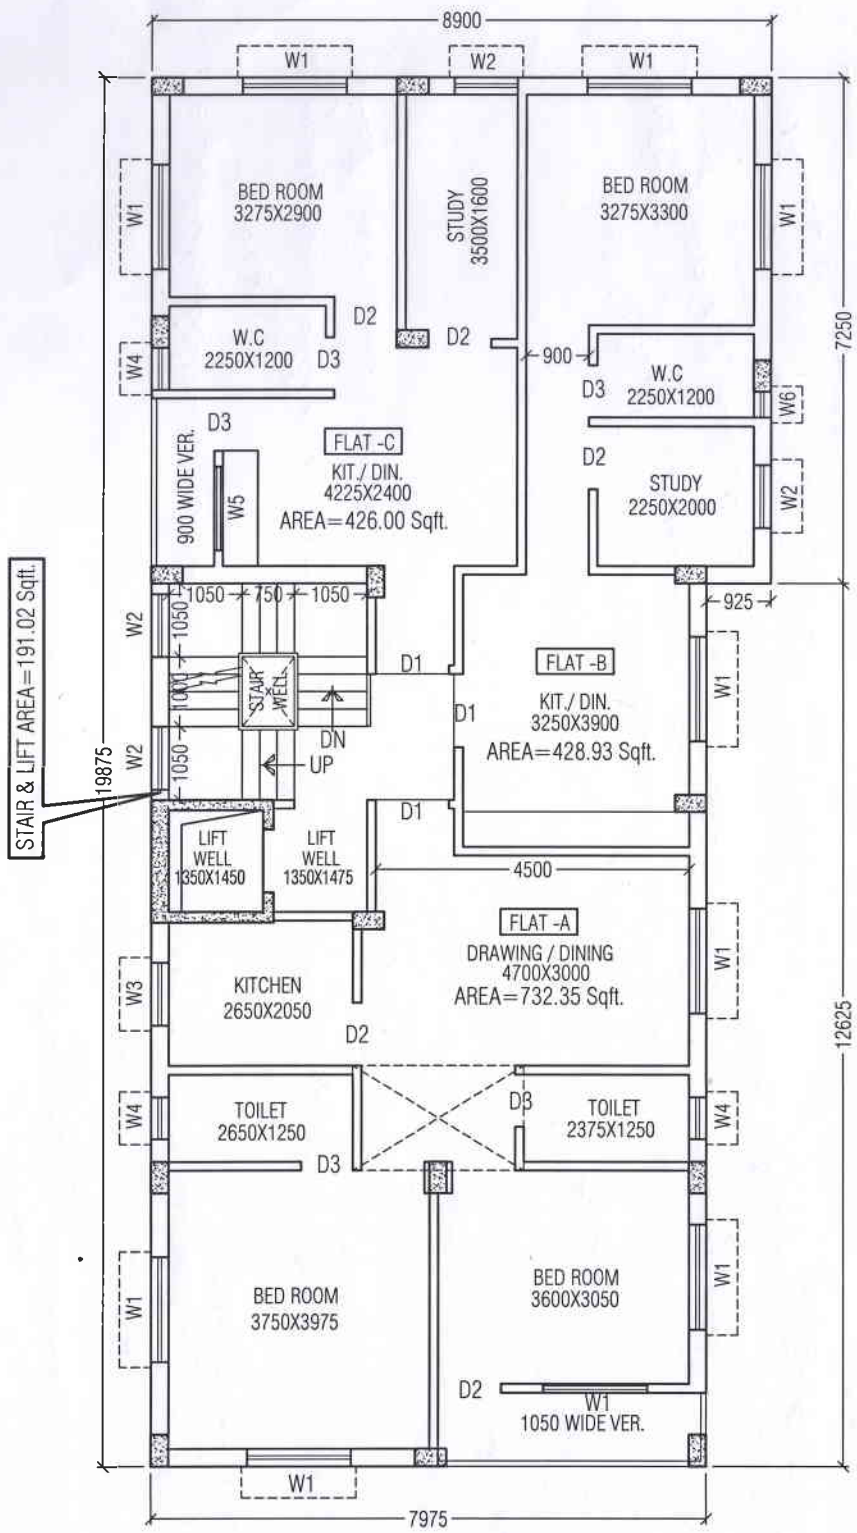 8900
W1
W2
W1
BED ROOM
3275X2900
STUDY
3500X1600
BED ROOM
3275X3300
W1
W1
7250
D2
W.C
2250X1200
D3
W4
D2
900
W.C
2250X1200
D3
W6
D3
FLAT -C
KIT./ DIN.
4225X2400
AREA=426.00 Sqft.
900 WIDE VER.
W5
D2
STUDY
2250X2000
W2
1050
750
1050
925
W2
1050
1000
1050
W2
STAIR
WELL
DN
UP
D1
D1
D1
FLAT -B
KIT./ DIN.
3250X3900
AREA=428.93 Sqft.
W1
STAIR & LIFT AREA=191.02 Sqft.
19875
LIFT
WELL
1350X1450
LIFT
WELL
1350X1475
4500
FLAT -A
DRAWING / DINING
4700X3000
AREA=732.35 Sqft.
W1
KITCHEN
2650X2050
W3
D2
12625
TOILET
2650X1250
W4
D3
D3
TOILET
2375X1250
W4
BED ROOM
3750X3975
W1
BED ROOM
3600X3050
W1
D2
W1
1050 WIDE VER.
W1
7975